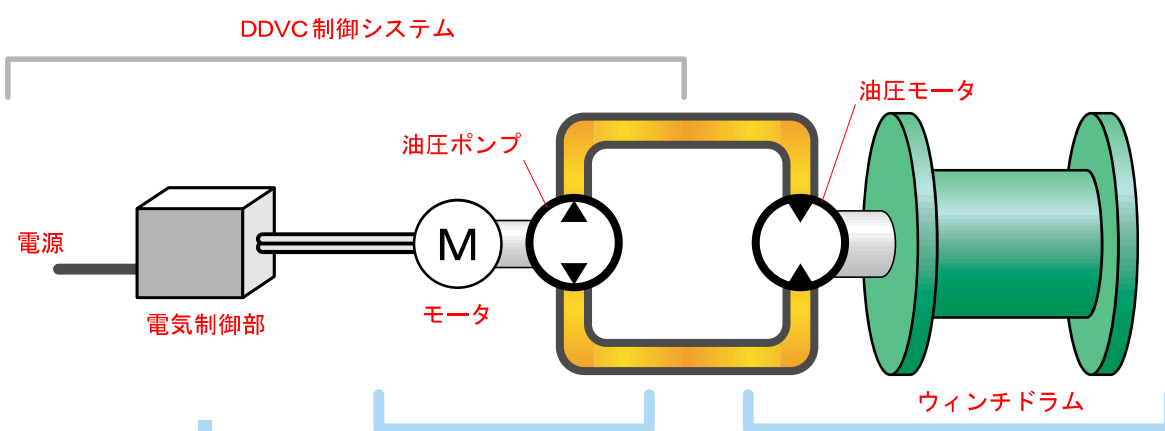 DDVC制御システム
油圧モータ
油圧ポンプ
電源
M
電気制御部
モータ
ウィンチドラム